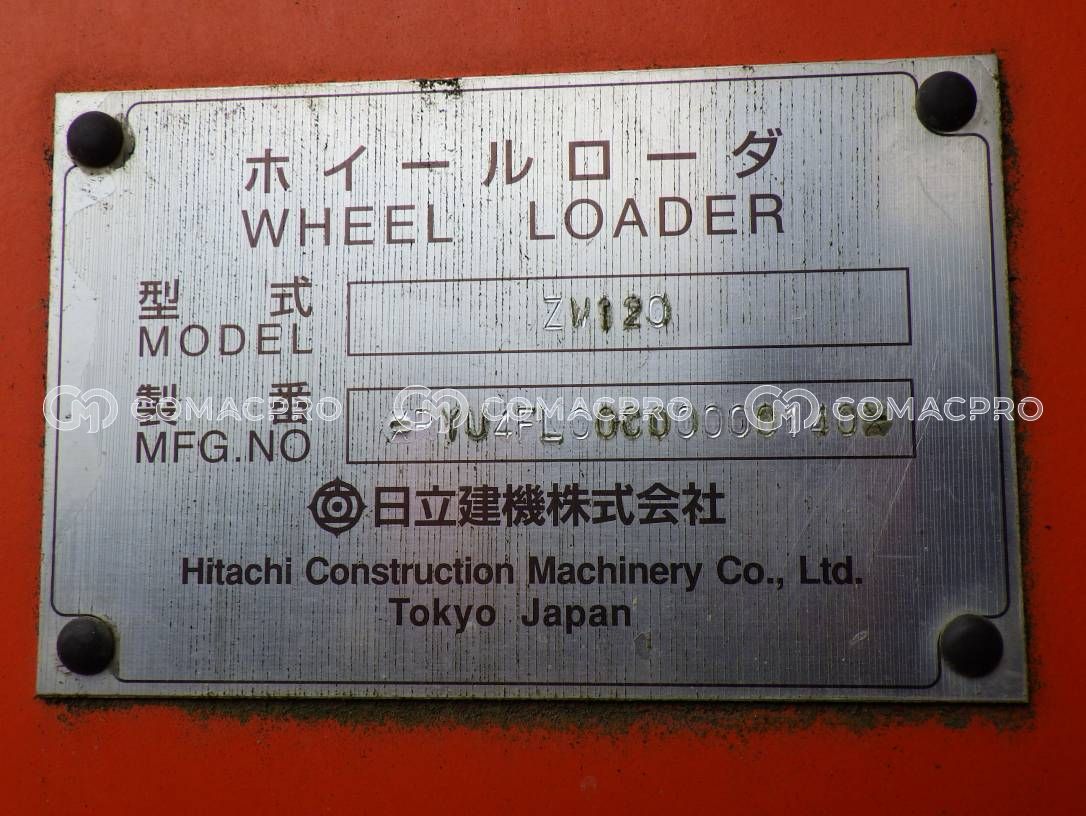 ホイールローダ
WHEEL LOADER
型式
MODEL
ZW120
製番
MFG.NO
COMACPRO COMACPRO COMACPRO
日立建機株式会社
Hitachi Construction Machinery Co., Ltd.
Tokyo Japan